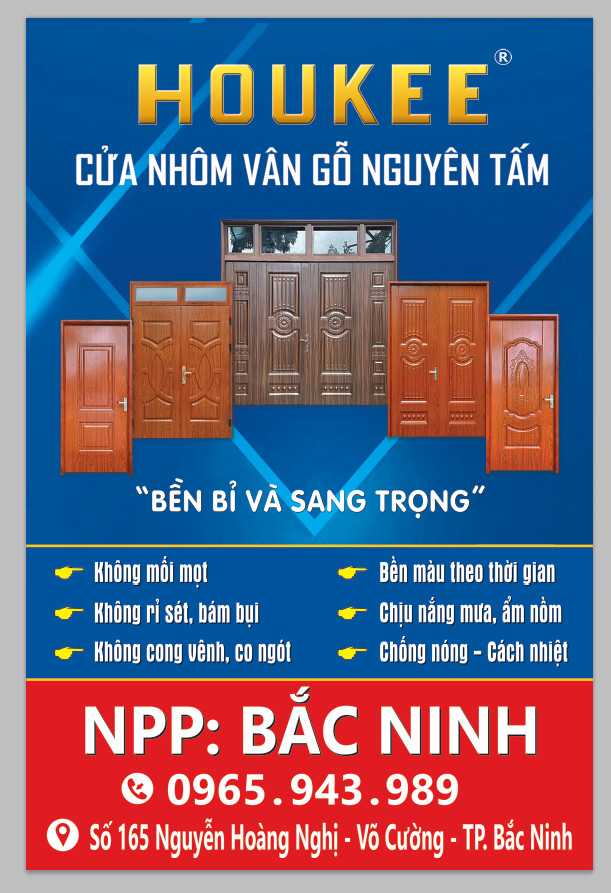 HOUKEE®
CỬA NHÔM VÂN GỖ NGUYÊN TẤM
“BỀN BỈ VÀ SANG TRỌNG”
Không mối mọt
Không rỉ sét, bám bụi
Không cong vênh, co ngót
Bền màu theo thời gian
Chịu nắng mưa, ẩm nồm
Chống nóng – Cách nhiệt
NPP: BẮC NINH
0965.943.989
Số 165 Nguyễn Hoàng Nghị - Võ Cường - TP. Bắc Ninh